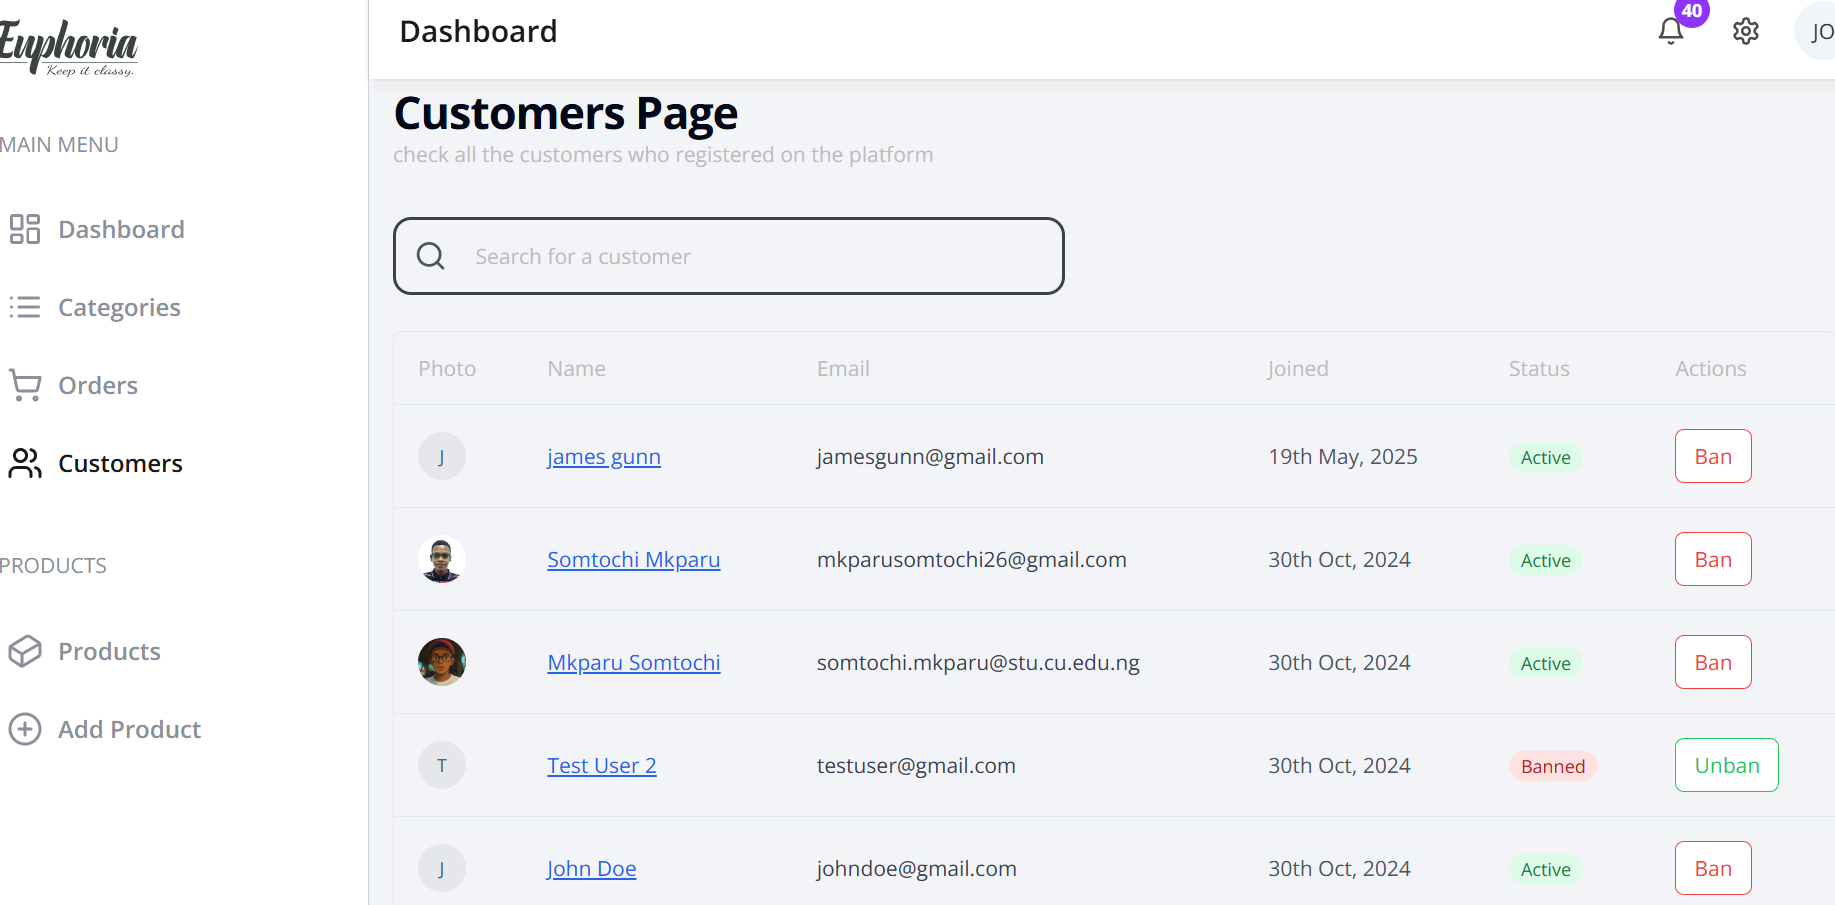 Euphoria
Keep it classy.
MAIN MENU
Dashboard
Categories
Orders
Customers
PRODUCTS
Products
Add Product
Dashboard
40
JO
Customers Page
check all the customers who registered on the platform
Search for a customer
Photo Name Email Joined Status Actions
J james gunn jamesgunn@gmail.com 19th May, 2025 Active Ban
Somtochi Mkparu mkparusomtochi26@gmail.com 30th Oct, 2024 Active Ban
Mkparu Somtochi somtochi.mkparu@stu.cu.edu.ng 30th Oct, 2024 Active Ban
T Test User 2 testuser@gmail.com 30th Oct, 2024 Banned Unban
J John Doe johndoe@gmail.com 30th Oct, 2024 Active Ban